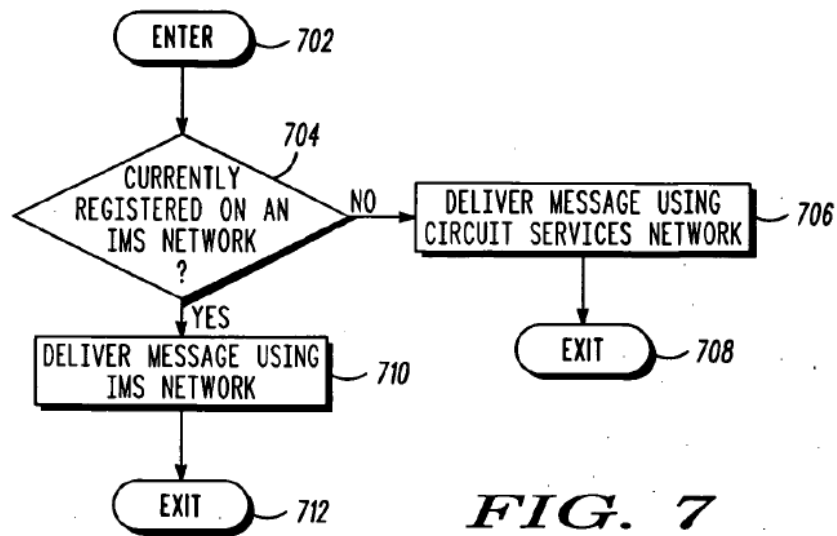 ENTER
702
704
CURRENTLY
REGISTERED ON AN
IMS NETWORK
?
NO
DELIVER MESSAGE USING
CIRCUIT SERVICES NETWORK
706
YES
DELIVER MESSAGE USING
IMS NETWORK
710
EXIT
708
EXIT
712
FIG. 7